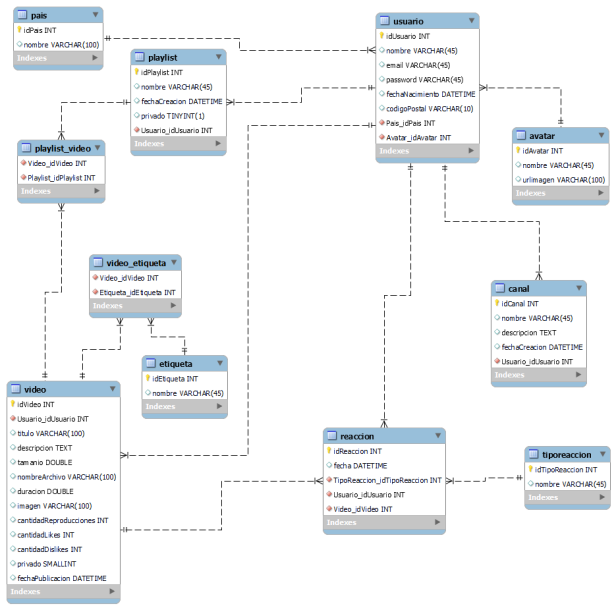 pais
idPais INT
nombre VARCHAR(100)
Indexes
playlist
idPlaylist INT
nombre VARCHAR(45)
fechaCreacion DATETIME
privado TINYINT(1)
Usuario_idUsuario INT
Indexes
usuario
idUsuario INT
nombre VARCHAR(45)
email VARCHAR(45)
password VARCHAR(45)
fechaNacimiento DATETIME
codigoPostal VARCHAR(10)
Pais_idPais INT
Avatar_idAvatar INT
Indexes
avatar
idAvatar INT
nombre VARCHAR(45)
urlImagen VARCHAR(100)
Indexes
playlist_video
Video_idVideo INT
Playlist_idPlaylist INT
Indexes
video_etiqueta
Video_idVideo INT
Etiqueta_idEtiqueta INT
Indexes
canal
idCanal INT
nombre VARCHAR(45)
descripcion TEXT
fechaCreacion DATETIME
Usuario_idUsuario INT
Indexes
etiqueta
idEtiqueta INT
nombre VARCHAR(45)
Indexes
video
idVideo INT
Usuario_idUsuario INT
titulo VARCHAR(100)
descripcion TEXT
tamanio DOUBLE
nombreArchivo VARCHAR(100)
duracion DOUBLE
imagen VARCHAR(100)
cantidadReproducciones INT
cantidadLikes INT
cantidadDislikes INT
privado SMALLINT
fechaPublicacion DATETIME
Indexes
reaccion
idReaccion INT
fecha DATETIME
TipoReaccion_idTipoReaccion INT
Usuario_idUsuario INT
Video_idVideo INT
Indexes
tiporeaccion
idTipoReaccion INT
nombre VARCHAR(45)
Indexes